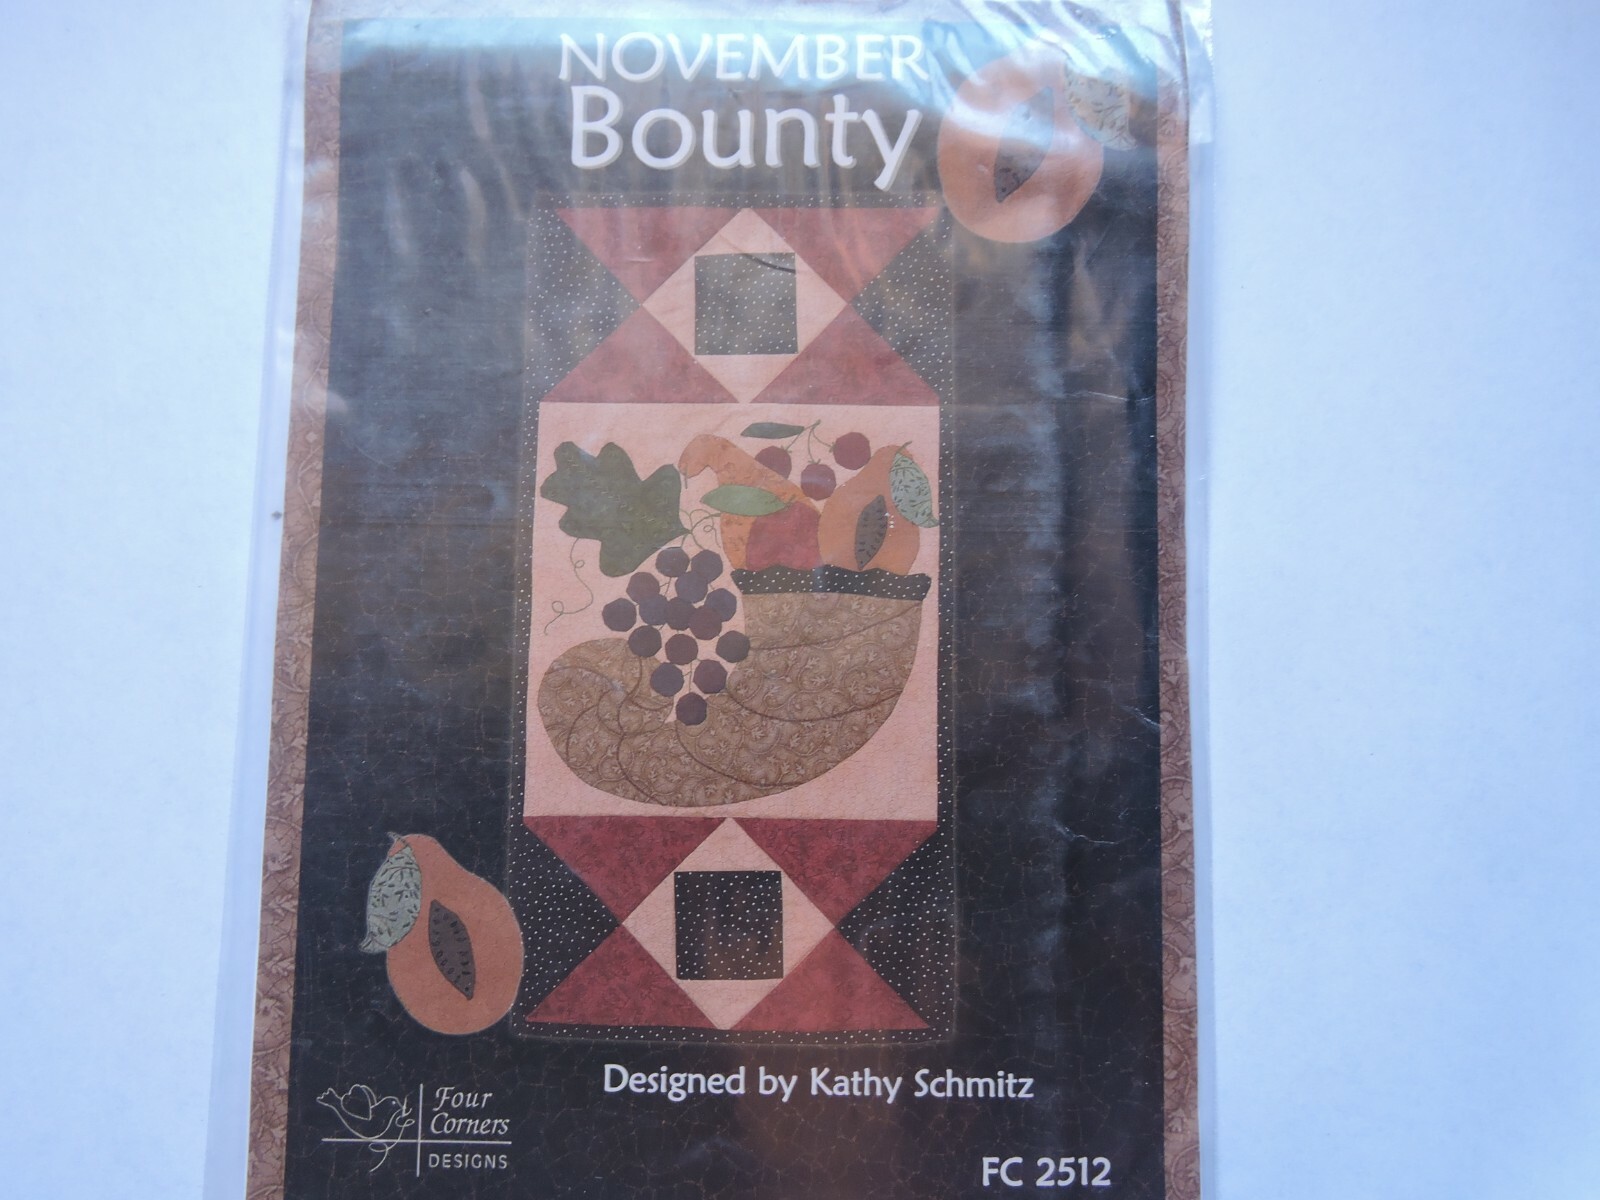 NOVEMBER
Bounty
Designed by Kathy Schmitz
Four
Corners
DESIGNS
FC 2512